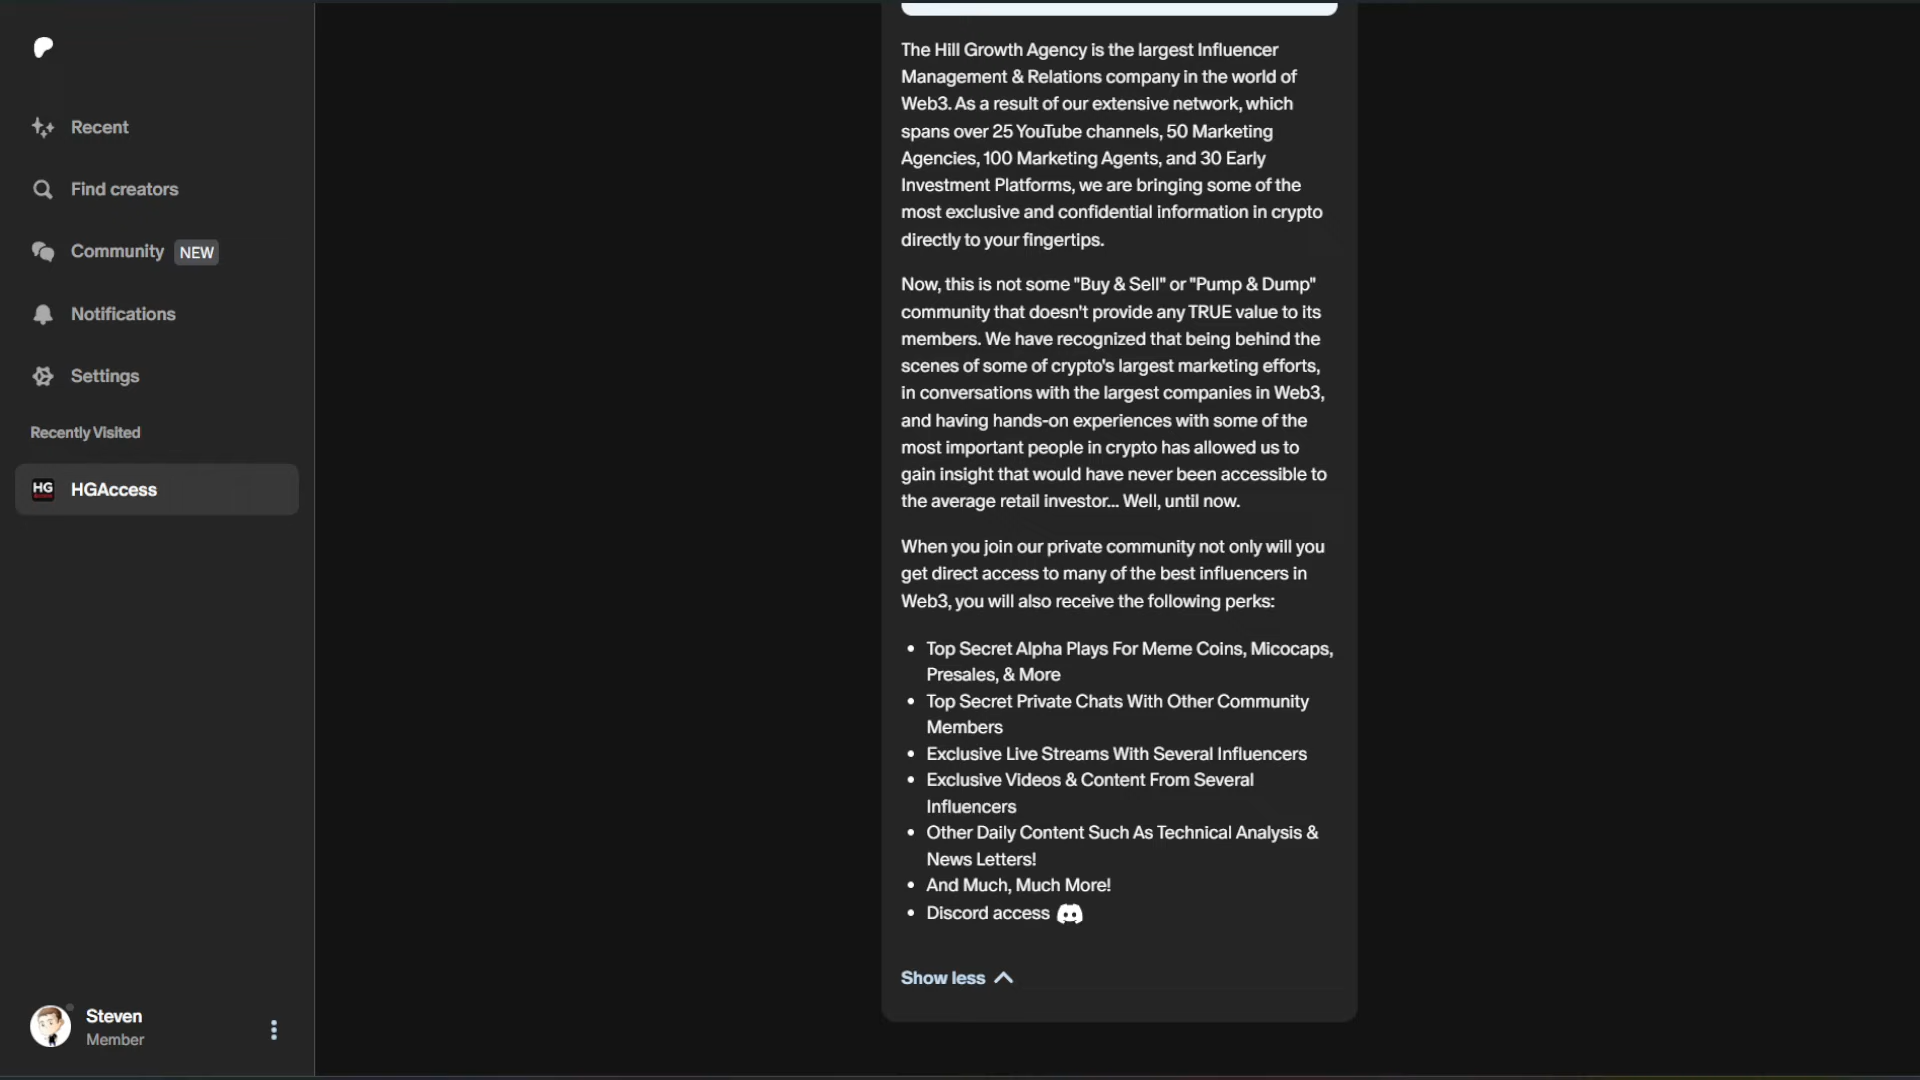 Recent
Find creators
Community NEW
Notifications
Settings
Recently Visited
HG HGAccess
Steven
Member
The Hill Growth Agency is the largest Influencer
Management & Relations company in the world of
Web3. As a result of our extensive network, which
spans over 25 YouTube channels, 50 Marketing
Agencies, 100 Marketing Agents, and 30 Early
Investment Platforms, we are bringing some of the
most exclusive and confidential information in crypto
directly to your fingertips.
Now, this is not some "Buy & Sell" or "Pump & Dump"
community that doesn't provide any TRUE value to its
members. We have recognized that being behind the
scenes of some of crypto's largest marketing efforts,
in conversations with the largest companies in Web3,
and having hands-on experiences with some of the
most important people in crypto has allowed us to
gain insight that would have never been accessible to
the average retail investor... Well, until now.
When you join our private community not only will you
get direct access to many of the best influencers in
Web3, you will also receive the following perks:
• Top Secret Alpha Plays For Meme Coins, Micocaps,
Presales, & More
• Top Secret Private Chats With Other Community
Members
• Exclusive Live Streams With Several Influencers
• Exclusive Videos & Content From Several
Influencers
• Other Daily Content Such As Technical Analysis &
News Letters!
• And Much, Much More!
• Discord access
Show less